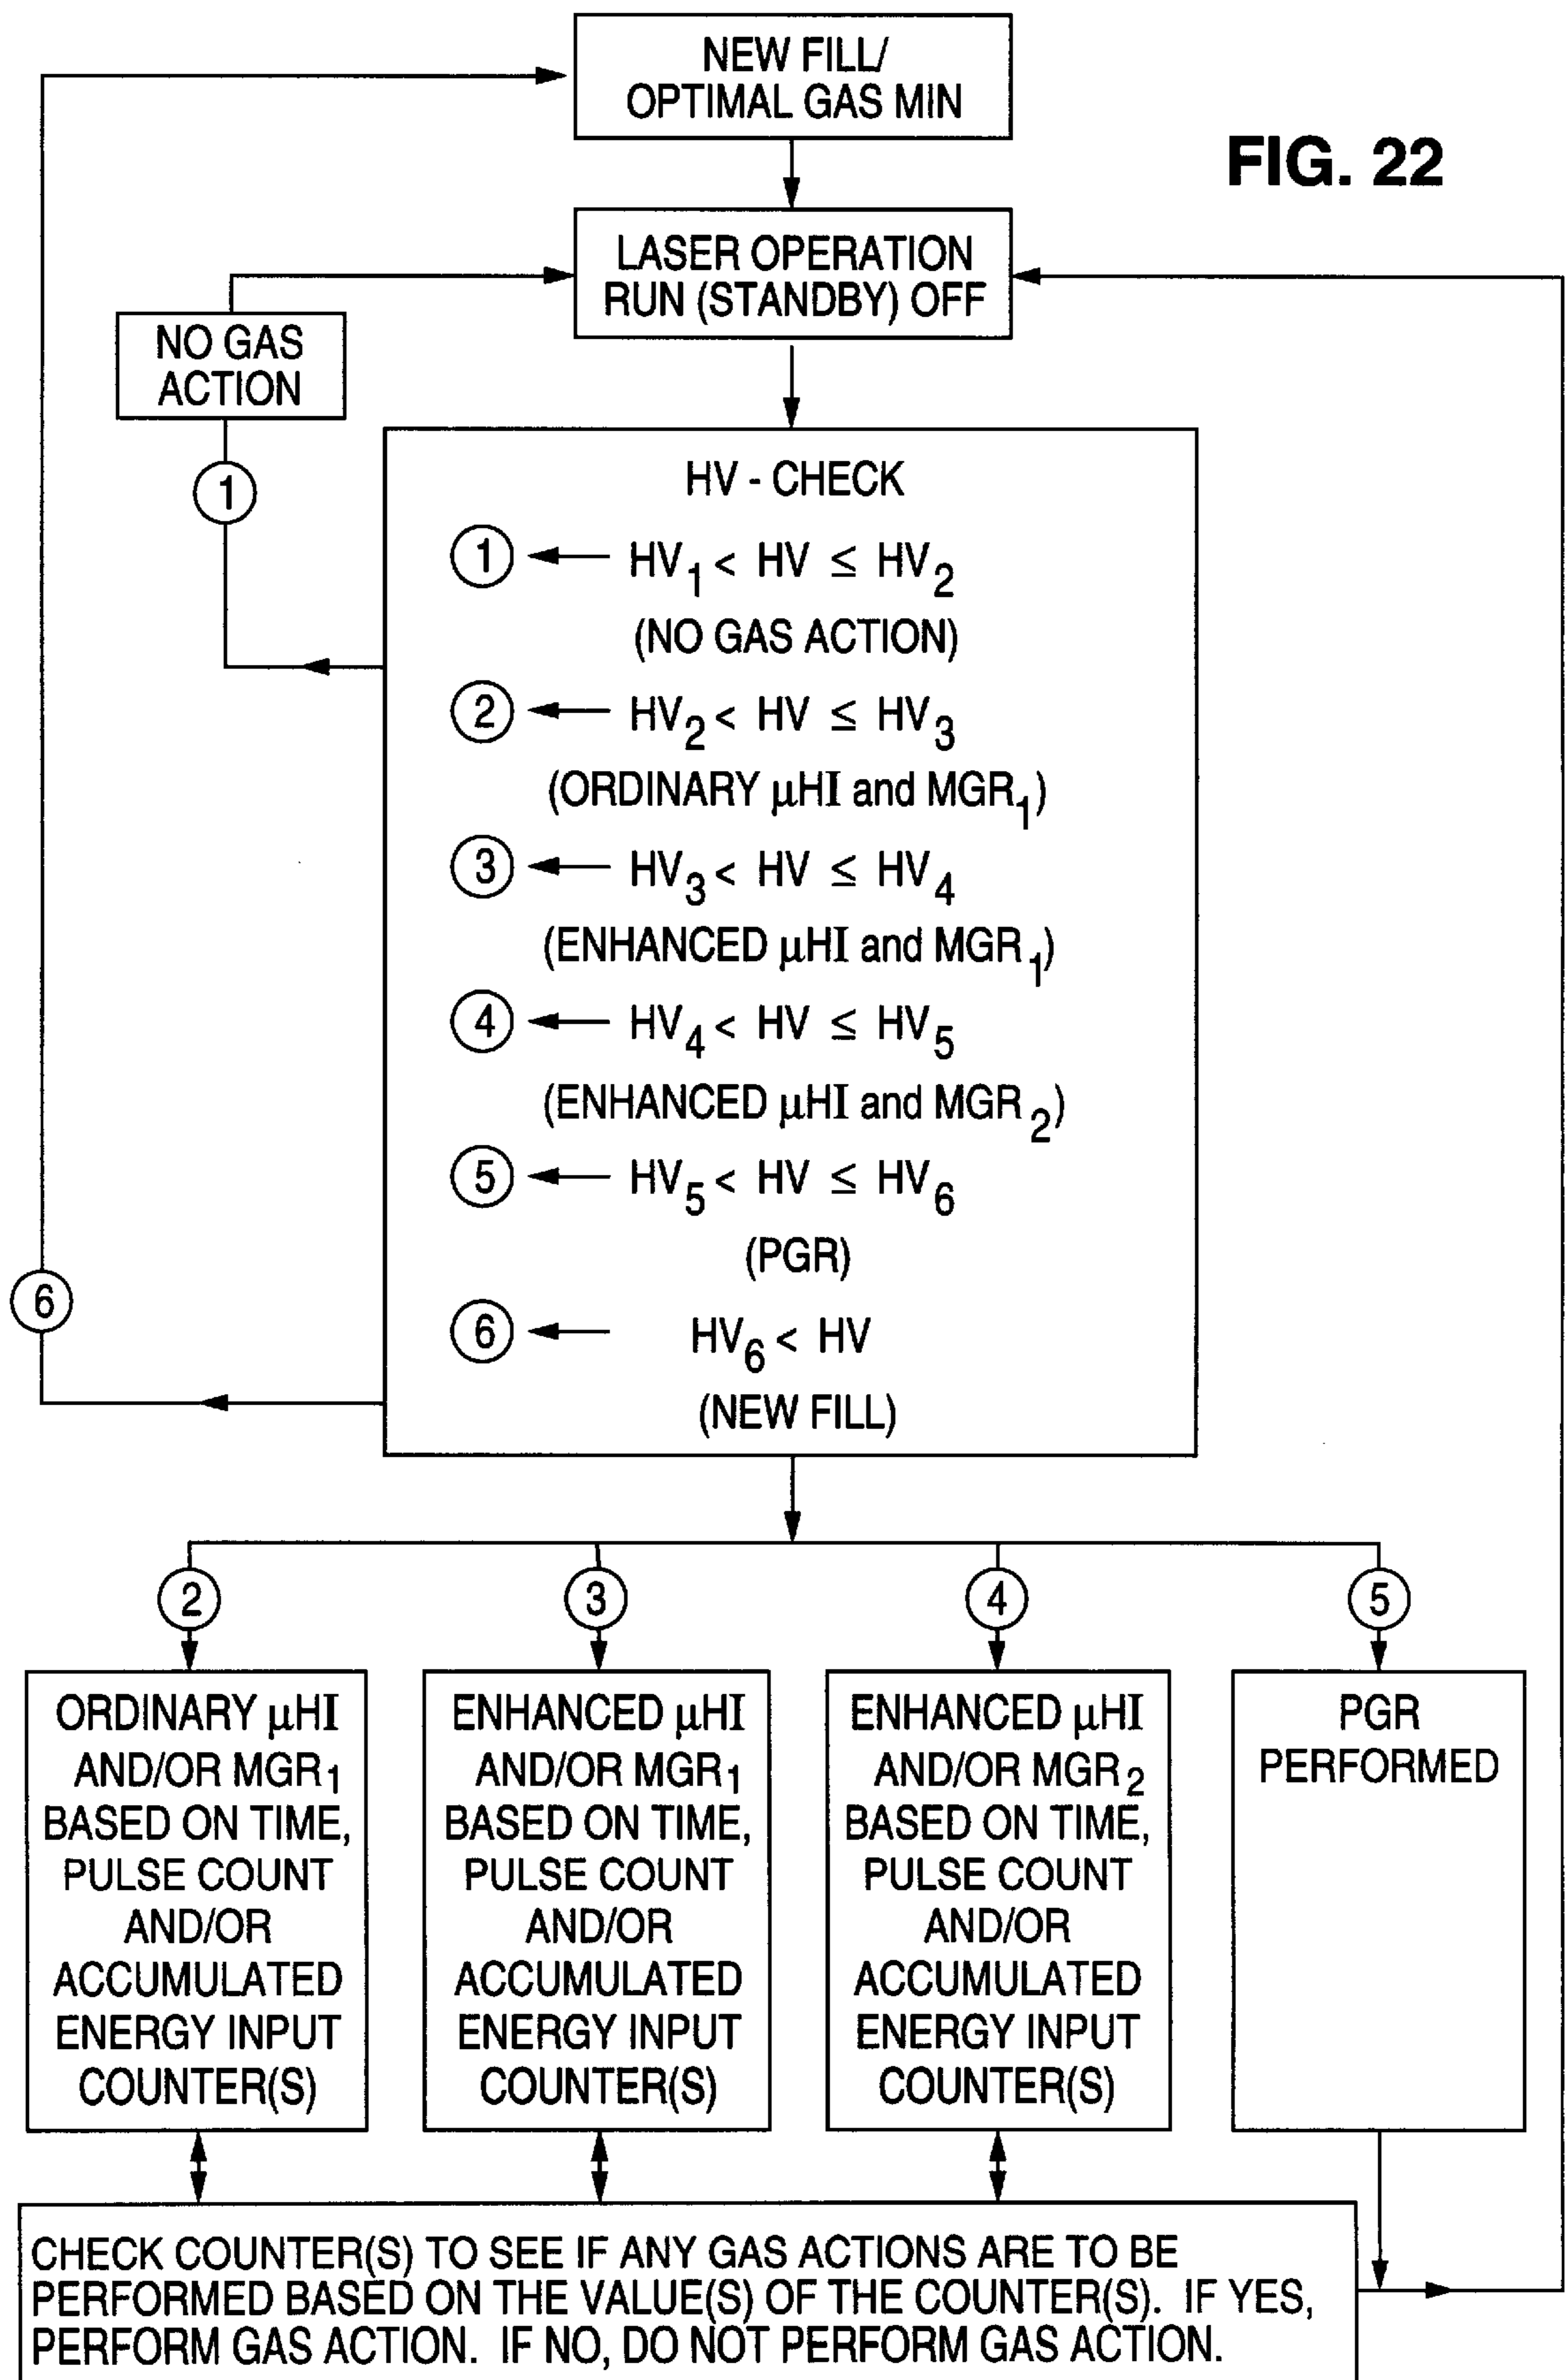 NEW FILL/
OPTIMAL GAS MIN
FIG. 22
LASER OPERATION
RUN (STANDBY) OFF
NO GAS
ACTION
1
HV - CHECK
1 HV1 < HV ≤ HV2
(NO GAS ACTION)
2 HV2 < HV ≤ HV3
(ORDINARY µHI and MGR1)
3 HV3 < HV ≤ HV4
(ENHANCED µHI and MGR1)
4 HV4 < HV ≤ HV5
(ENHANCED µHI and MGR2)
5 HV5 < HV ≤ HV6
(PGR)
6 HV6 < HV
(NEW FILL)
6
2
ORDINARY µHI
AND/OR MGR1
BASED ON TIME,
PULSE COUNT
AND/OR
ACCUMULATED
ENERGY INPUT
COUNTER(S)
3
ENHANCED µHI
AND/OR MGR1
BASED ON TIME,
PULSE COUNT
AND/OR
ACCUMULATED
ENERGY INPUT
COUNTER(S)
4
ENHANCED µHI
AND/OR MGR2
BASED ON TIME,
PULSE COUNT
AND/OR
ACCUMULATED
ENERGY INPUT
COUNTER(S)
5
PGR
PERFORMED
CHECK COUNTER(S) TO SEE IF ANY GAS ACTIONS ARE TO BE
PERFORMED BASED ON THE VALUE(S) OF THE COUNTER(S). IF YES,
PERFORM GAS ACTION. IF NO, DO NOT PERFORM GAS ACTION.